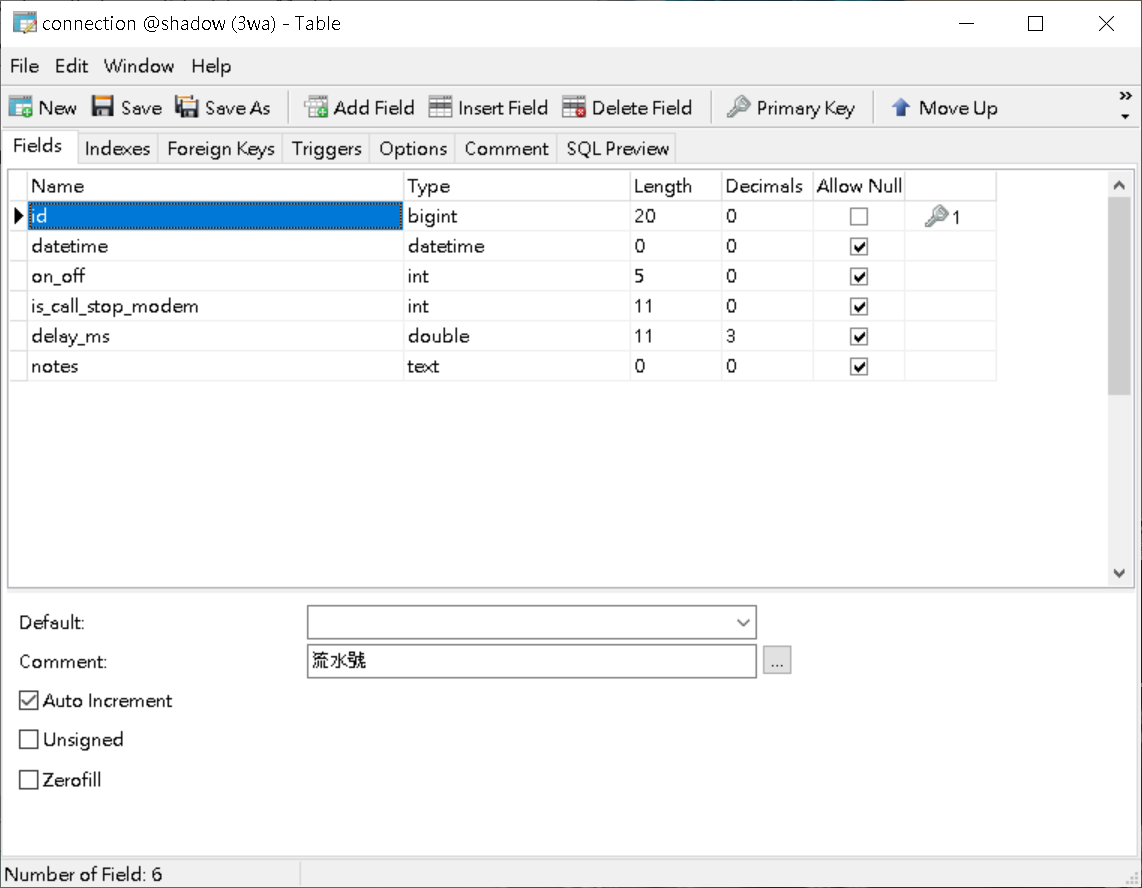 connection @shadow (3wa) - Table
File Edit Window Help
New Save Save As Add Field Insert Field Delete Field Primary Key Move Up »
Fields Indexes Foreign Keys Triggers Options Comment SQL Preview
Name Type Length Decimals Allow Null
id bigint 20 0 1
datetime datetime 0 0
on_off int 5 0
is_call_stop_modem int 11 0
delay_ms double 11 3
notes text 0 0
Default:
Comment: 流水號 ...
Auto Increment
Unsigned
Zerofill
Number of Field: 6